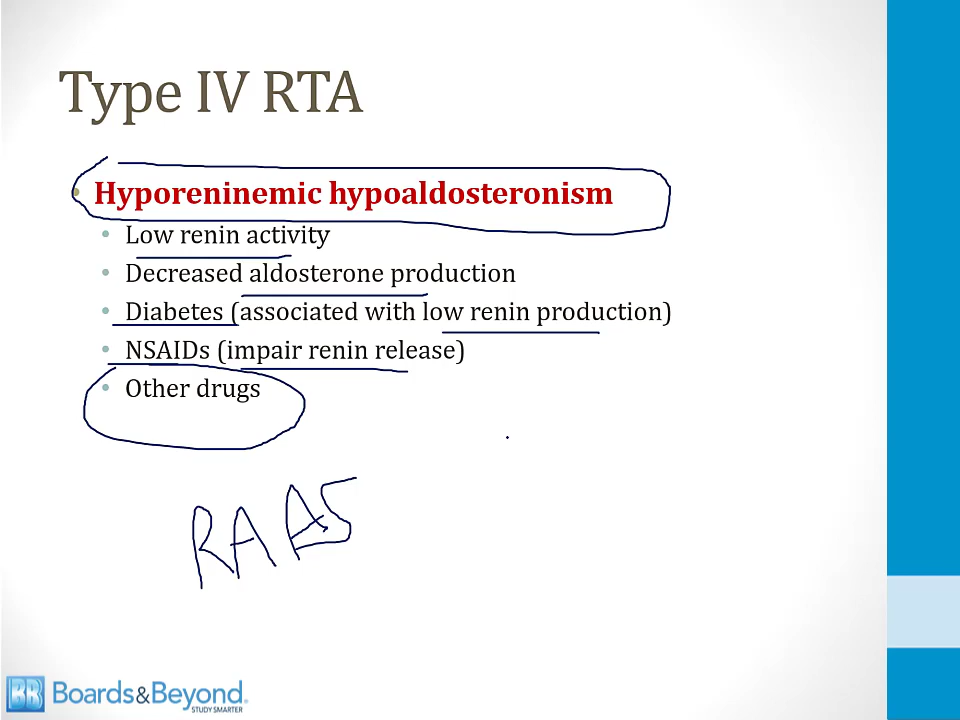 Type IV RTA
• Hyporeninemic hypoaldosteronism
• Low renin activity
• Decreased aldosterone production
• Diabetes (associated with low renin production)
• NSAIDs (impair renin release)
• Other drugs
RAAS
BB Boards&Beyond.
STUDY SMARTER